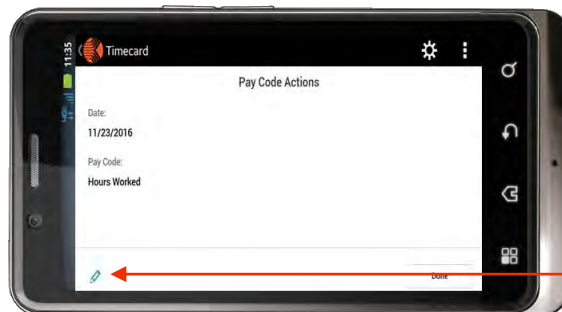 11:35
Timecard
Pay Code Actions
Date:
11/23/2016
Pay Code:
Hours Worked
Done